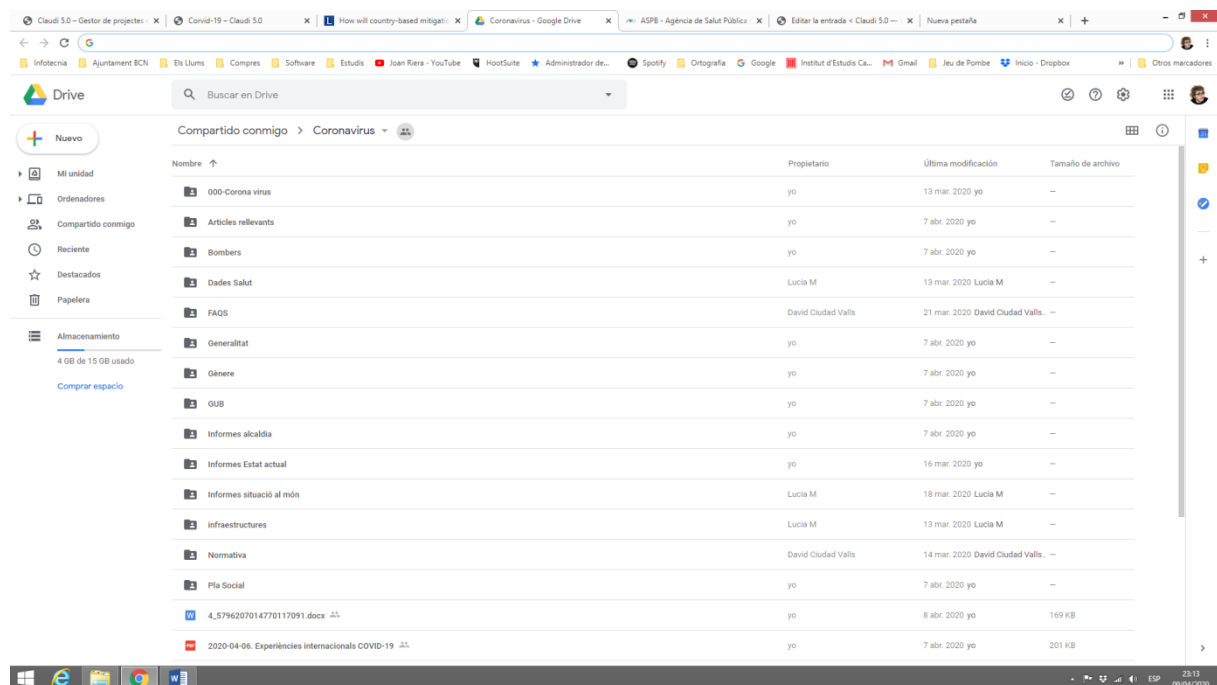 Claudi 5.0 – Gestor de projectes Corvid-19 – Claudi 5.0 How will country-based mitigatio Coronavirus - Google Drive ASPB - Agència de Salut Pública Editar la entrada < Claudi 5.0 — Nueva pestaña
Infotecnia Ajuntament BCN Els Llums Compres Software Estudis Joan Riera - YouTube HootSuite Administrador de... Spotify Ortografia Google Institut d'Estudis Ca... Gmail Jeu de Pombe Inicio - Dropbox » Otros marcadores
Drive Buscar en Drive
Nuevo
Compartido conmigo > Coronavirus
Mi unidad
Ordenadores
Compartido conmigo
Reciente
Destacados
Papelera
Almacenamiento
4 GB de 15 GB usado
Comprar espacio
Nombre Propietario Última modificación Tamaño de archivo
000-Corona virus yo 13 mar. 2020 yo —
Articles rellevants yo 7 abr. 2020 yo —
Bombers yo 7 abr. 2020 yo —
Dades Salut Lucia M 13 mar. 2020 Lucia M —
FAQS David Ciudad Valls 21 mar. 2020 David Ciudad Valls.. —
Generalitat yo 7 abr. 2020 yo —
Gènere yo 7 abr. 2020 yo —
GUB yo 7 abr. 2020 yo —
Informes alcaldia yo 7 abr. 2020 yo —
Informes Estat actual yo 16 mar. 2020 yo —
Informes situació al món Lucia M 18 mar. 2020 Lucia M —
infraestructures Lucia M 13 mar. 2020 Lucia M —
Normativa David Ciudad Valls 14 mar. 2020 David Ciudad Valls.. —
Pla Social yo 7 abr. 2020 yo —
4_5796207014770117091.docx yo 8 abr. 2020 yo 169 KB
2020-04-06. Experiències internacionals COVID-19 yo 7 abr. 2020 yo 201 KB
ESP 23:13
09/04/2020